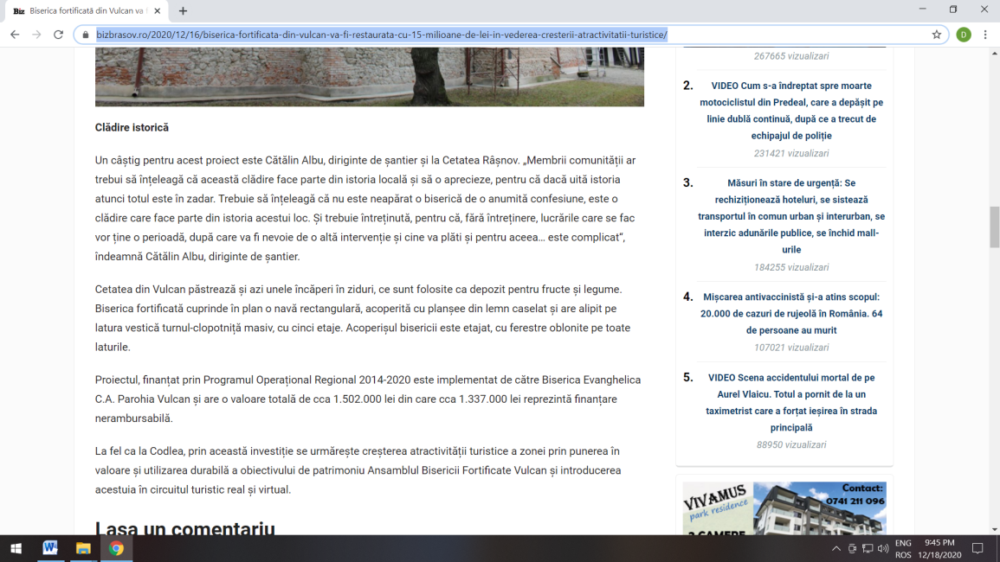 Biz Biserica fortificată din Vulcan va
bizbrasov.ro/2020/12/16/biserica-fortificata-din-vulcan-va-fi-restaurata-cu-15-milioane-de-lei-in-vederea-cresterii-atractivitatii-turistice/
D
Clădire istorică
Un câștig pentru acest proiect este Cătălin Albu, diriginte de șantier și la Cetatea Râșnov. „Membrii comunității ar
trebui să înțeleagă că această clădire face parte din istoria locală și să o aprecieze, pentru că dacă uită istoria
atunci totul este în zadar. Trebuie să înțeleagă că nu este neapărat o biserică de o anumită confesiune, este o
clădire care face parte din istoria acestui loc. Și trebuie întreținută, pentru că, fără întreținere, lucrările care se fac
vor ține o perioadă, după care va fi nevoie de o altă intervenție și cine va plăti și pentru aceea… este complicat“,
îndeamnă Cătălin Albu, diriginte de șantier.
Cetatea din Vulcan păstrează și azi unele încăperi în ziduri, ce sunt folosite ca depozit pentru fructe și legume.
Biserica fortificată cuprinde în plan o navă rectangulară, acoperită cu planșee din lemn casetat și are alipit pe
latura vestică turnul-clopotniță masiv, cu cinci etaje. Acoperișul bisericii este etajat, cu ferestre oblonite pe toate
laturile.
Proiectul, finanțat prin Programul Operațional Regional 2014-2020 este implementat de către Biserica Evanghelica
C.A. Parohia Vulcan și are o valoare totală de cca 1.502.000 lei din care cca 1.337.000 lei reprezintă finanțare
nerambursabilă.
La fel ca la Codlea, prin această investiție se urmărește creșterea atractivității turistice a zonei prin punerea în
valoare și utilizarea durabilă a obiectivului de patrimoniu Ansamblul Bisericii Fortificate Vulcan și introducerea
acestuia în circuitul turistic real și virtual.
Lasa un comentariu
267665 vizualizari
2. VIDEO Cum s-a îndreptat spre moarte
motociclistul din Predeal, care a depășit pe
linie dublă continuă, după ce a trecut de
echipajul de poliție
231421 vizualizari
3. Măsuri în stare de urgență: Se
rechiziționează hoteluri, se sistează
transportul în comun urban și interurban, se
interzic adunările publice, se închid mall-
urile
184255 vizualizari
4. Mișcarea antivaccinistă și-a atins scopul:
20.000 de cazuri de rujeolă în România. 64
de persoane au murit
107021 vizualizari
5. VIDEO Scena accidentului mortal de pe
Aurel Vlaicu. Totul a pornit de la un
taximetrist care a forțat ieșirea în strada
principală
88950 vizualizari
VIVAMUS
park residence
Contact:
0741 211 096
2 CAMERE
ENG
ROS
9:45 PM
12/18/2020